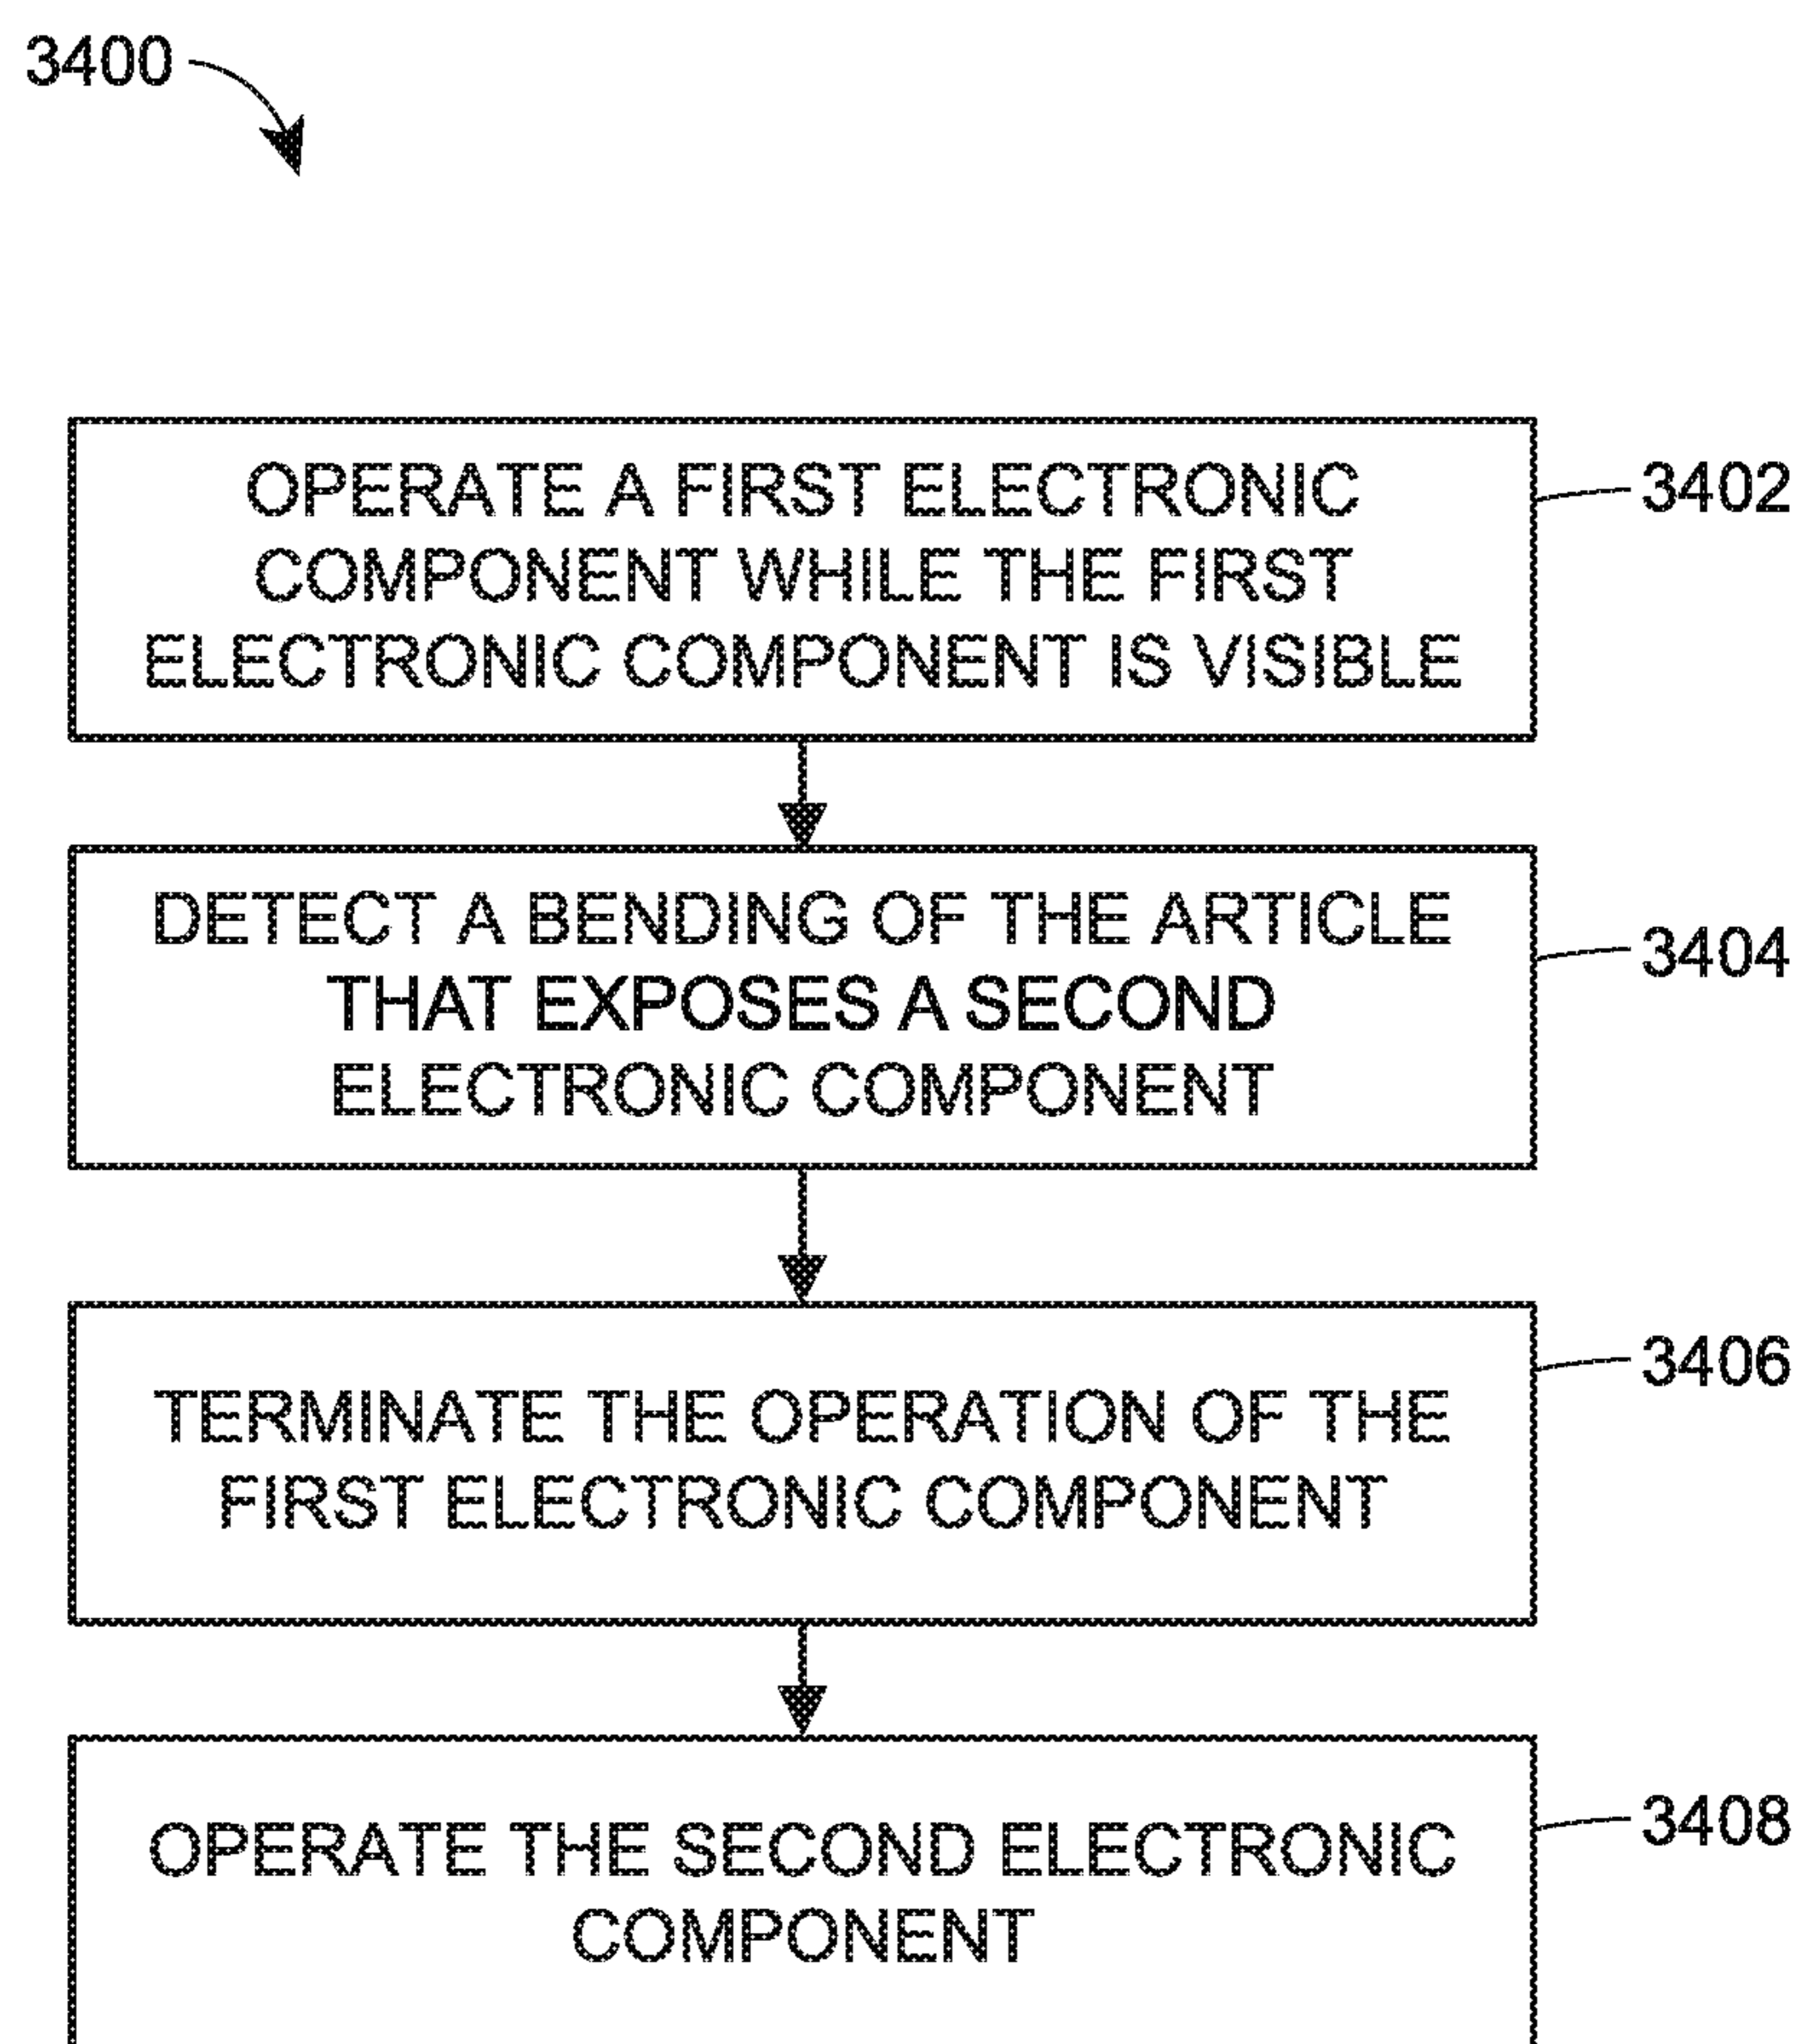 3400
OPERATE A FIRST ELECTRONIC
COMPONENT WHILE THE FIRST
ELECTRONIC COMPONENT IS VISIBLE
3402
DETECT A BENDING OF THE ARTICLE
THAT EXPOSES A SECOND
ELECTRONIC COMPONENT
3404
TERMINATE THE OPERATION OF THE
FIRST ELECTRONIC COMPONENT
3406
OPERATE THE SECOND ELECTRONIC
COMPONENT
3408